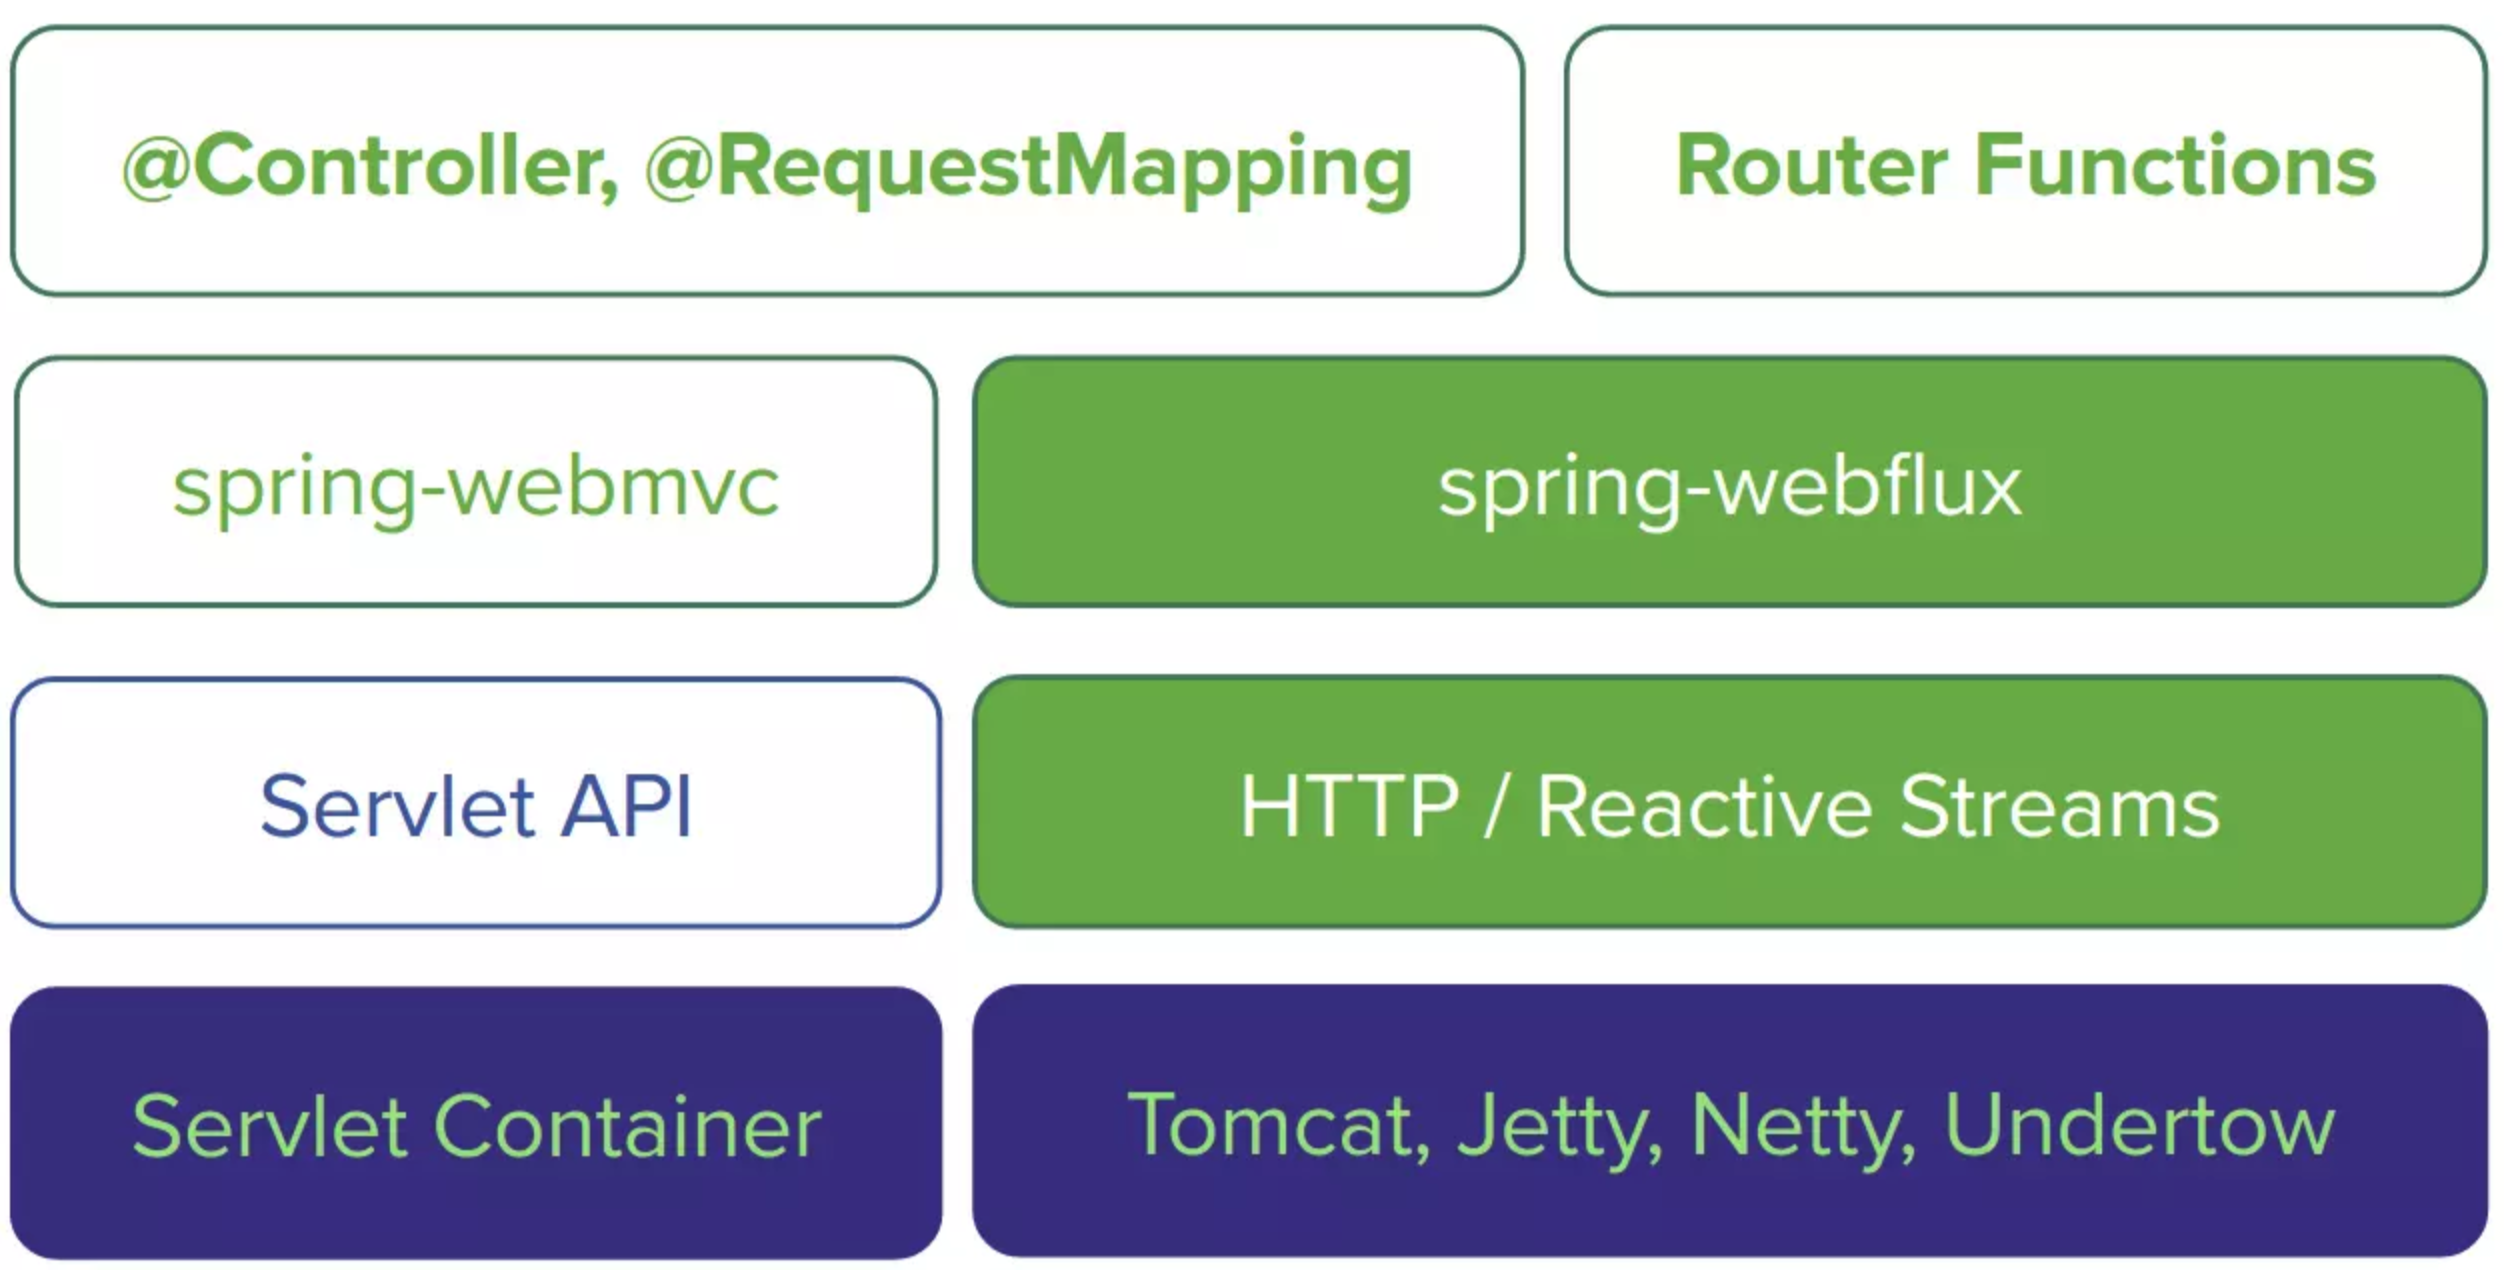 @Controller, @RequestMapping
Router Functions
spring-webmvc
spring-webflux
Servlet API
HTTP / Reactive Streams
Servlet Container
Tomcat, Jetty, Netty, Undertow